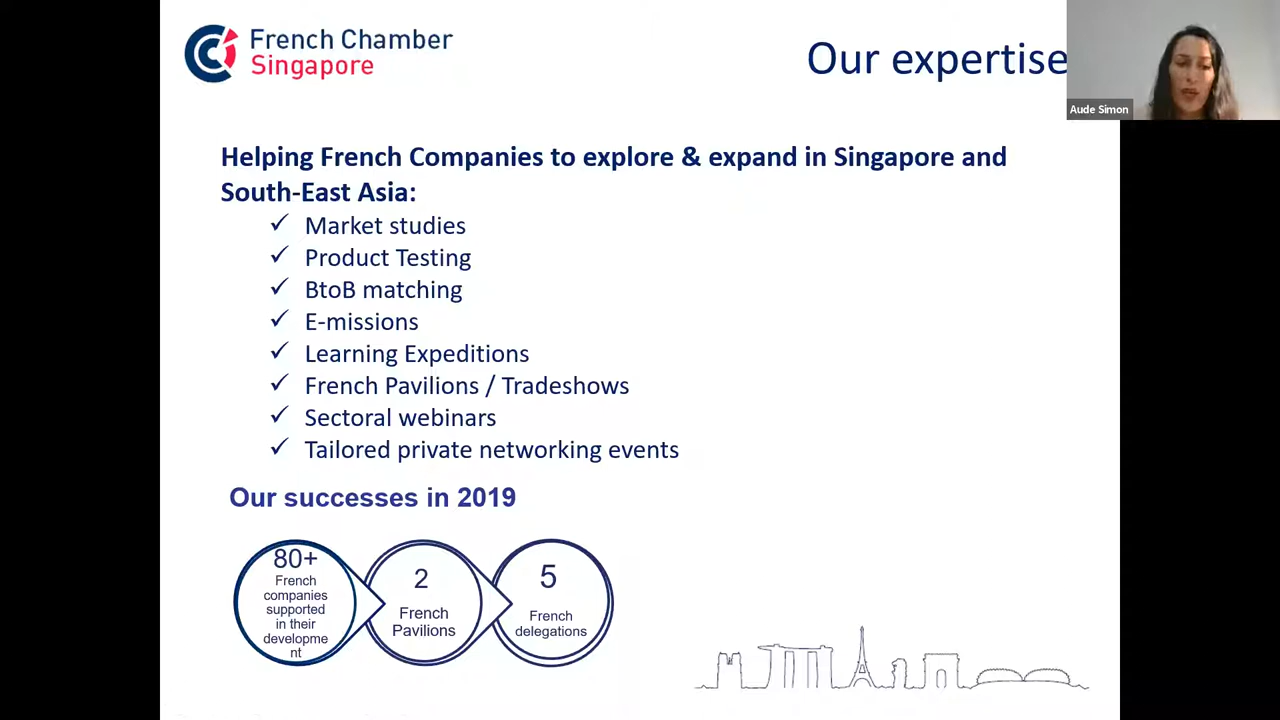 French Chamber
Singapore
Our expertise
Aude Simon
Helping French Companies to explore & expand in Singapore and
South-East Asia:
✓ Market studies
✓ Product Testing
✓ BtoB matching
✓ E-missions
✓ Learning Expeditions
✓ French Pavilions / Tradeshows
✓ Sectoral webinars
✓ Tailored private networking events
Our successes in 2019
80+
French
companies
supported
in their
developme
nt
2
French
Pavilions
5
French
delegations